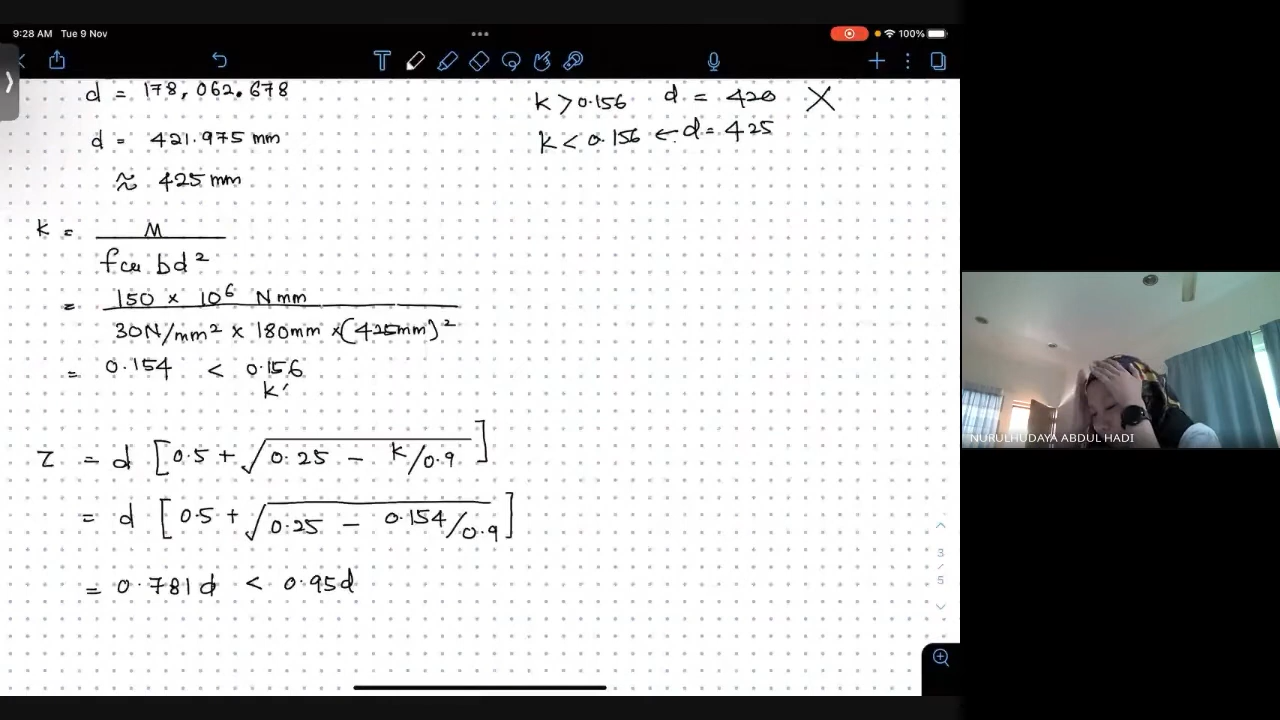 9:28 AM Tue 9 Nov
100%
d = 178,062.678
d = 421.975 mm
≈ 425 mm
k > 0.156 d = 420 X
k < 0.156 ← d = 425
k = M
fcu bd²
= 150 × 10⁶ Nmm
30N/mm² × 180mm × (425mm)²
= 0.154 < 0.156
k'
z = d [0.5 + √0.25 - k/0.9]
= d [0.5 + √0.25 - 0.154/0.9]
= 0.781d < 0.95d
3
/
5
NURULHUDAYA ABDUL HADI